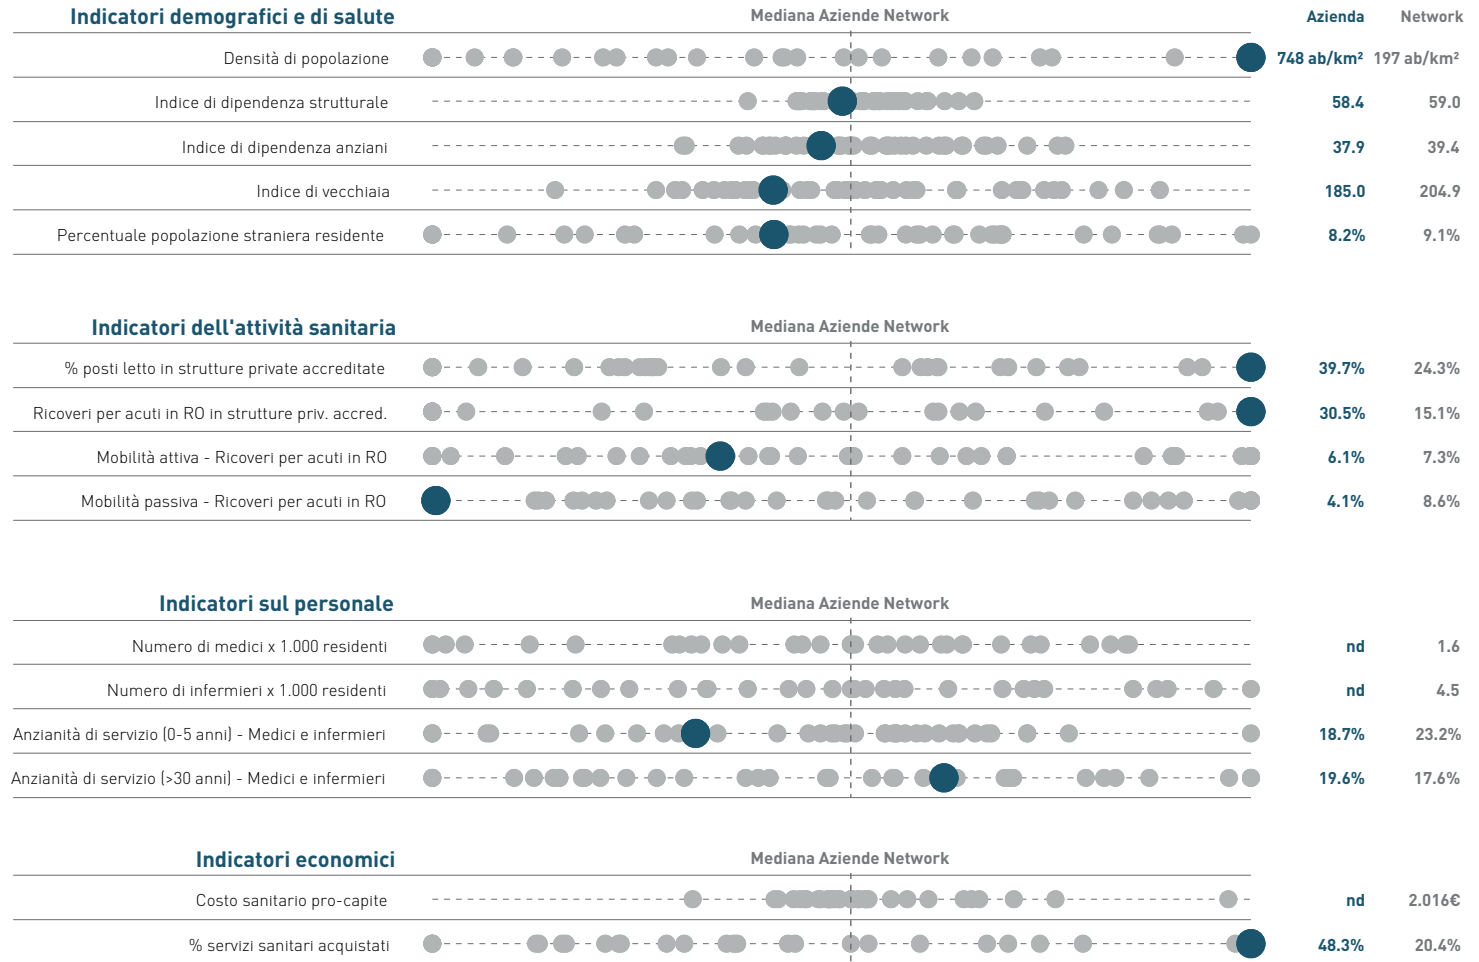 Indicatori demografici e di salute Mediana Aziende Network Azienda Network
Densità di popolazione 748 ab/km² 197 ab/km²
Indice di dipendenza strutturale 58.4 59.0
Indice di dipendenza anziani 37.9 39.4
Indice di vecchiaia 185.0 204.9
Percentuale popolazione straniera residente 8.2% 9.1%
Indicatori dell'attività sanitaria Mediana Aziende Network
% posti letto in strutture private accreditate 39.7% 24.3%
Ricoveri per acuti in RO in strutture priv. accred. 30.5% 15.1%
Mobilità attiva - Ricoveri per acuti in RO 6.1% 7.3%
Mobilità passiva - Ricoveri per acuti in RO 4.1% 8.6%
Indicatori sul personale Mediana Aziende Network
Numero di medici x 1.000 residenti nd 1.6
Numero di infermieri x 1.000 residenti nd 4.5
Anzianità di servizio (0-5 anni) - Medici e infermieri 18.7% 23.2%
Anzianità di servizio (>30 anni) - Medici e infermieri 19.6% 17.6%
Indicatori economici Mediana Aziende Network
Costo sanitario pro-capite nd 2.016€
% servizi sanitari acquistati 48.3% 20.4%